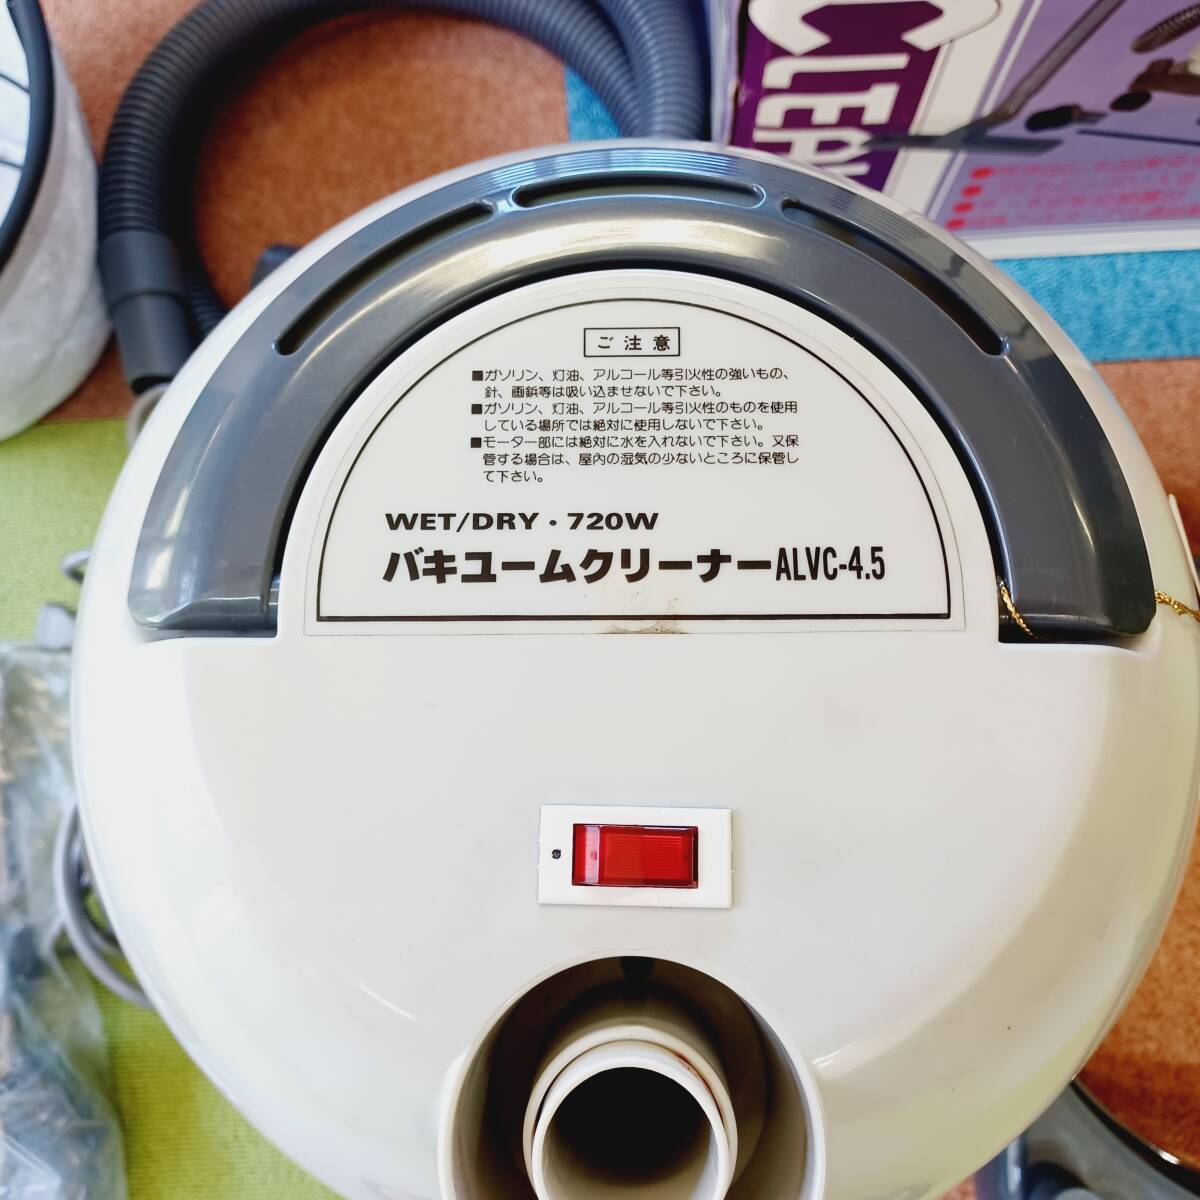 CLEAN
ご注意
■ガソリン、灯油、アルコール等引火性の強いもの、
針、画鋲等は吸い込ませないで下さい。
■ガソリン、灯油、アルコール等引火性のものを使用
している場所では絶対に使用しないで下さい。
■モーター部には絶対に水を入れないで下さい。又保
管する場合は、屋内の湿気の少ないところに保管し
て下さい。
WET/DRY・720W
バキュームクリーナーALVC-4.5